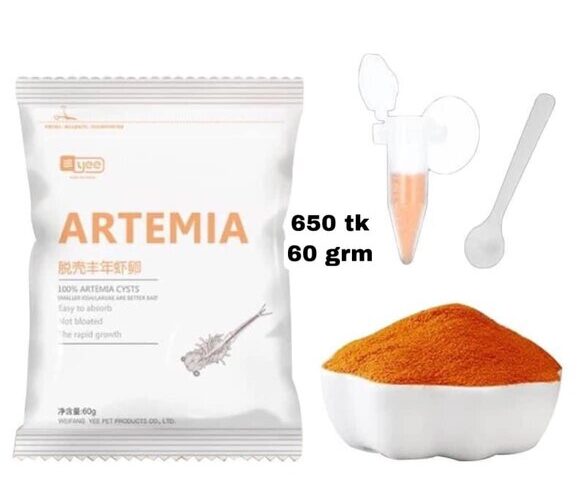 yee
ARTEMIA
脱壳丰年虾卵
100% ARTEMIA CYSTS
SMALLER FISH/LARVAE ARE BETTER BAIT
Easy to absorb
Not bloated
The rapid growth
净含量:60g
WEIFANG YEE PET PRODUCTS CO., LTD.
650 tk
60 grm